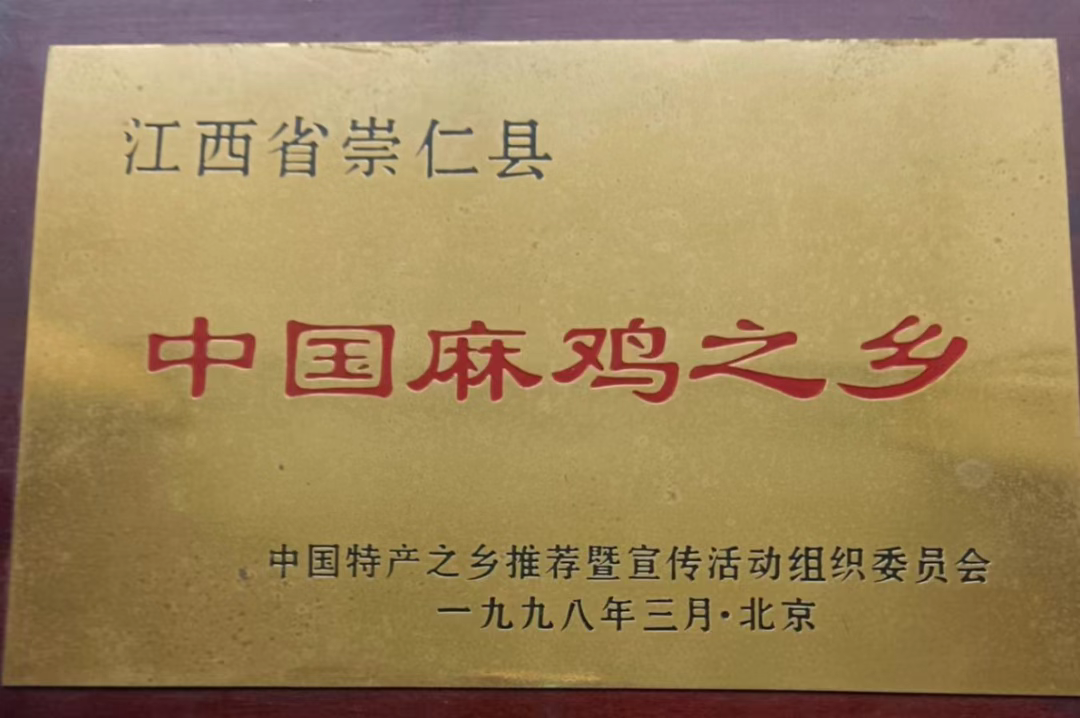 江西省崇仁县
中国麻鸡之乡
中国特产之乡推荐暨宣传活动组织委员会
一九九八年三月·北京